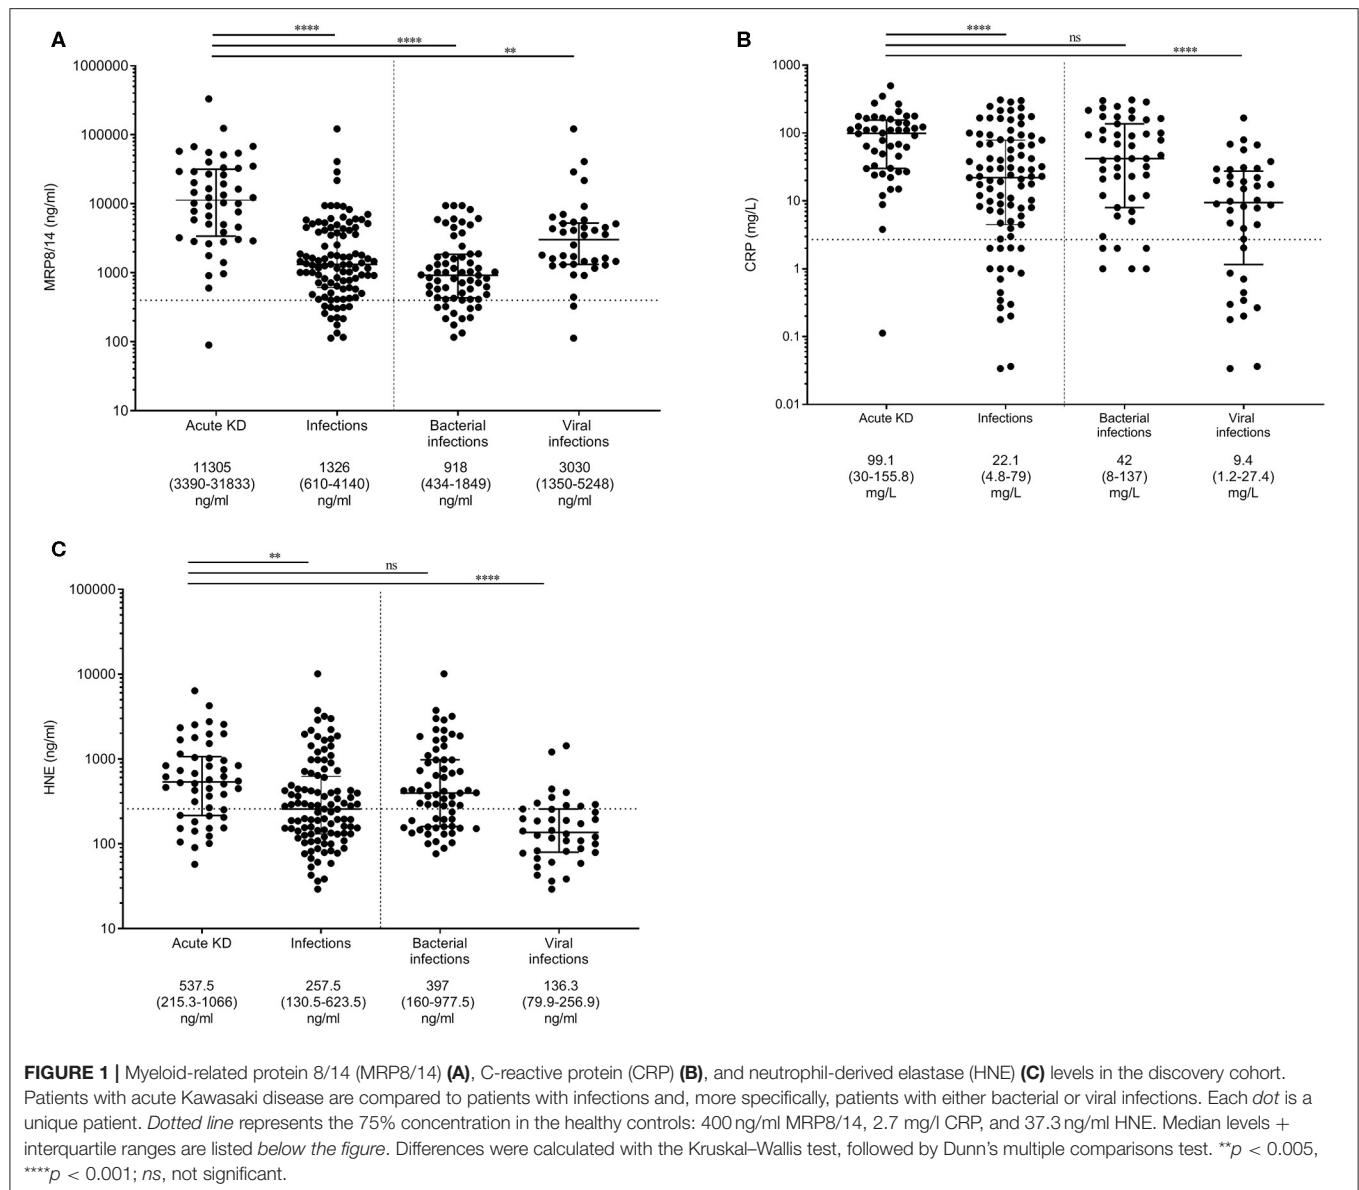 A
****
****
**
1000000
100000
10000
1000
100
10
MRP8/14 (ng/ml)
Acute KD
Infections
Bacterial
infections
Viral
infections
11305
(3390-31833)
ng/ml
1326
(610-4140)
ng/ml
918
(434-1849)
ng/ml
3030
(1350-5248)
ng/ml
B
****
ns
****
1000
100
10
1
0.1
0.01
CRP (mg/L)
Acute KD
Infections
Bacterial
infections
Viral
infections
99.1
(30-155.8)
mg/L
22.1
(4.8-79)
mg/L
42
(8-137)
mg/L
9.4
(1.2-27.4)
mg/L
C
**
ns
****
100000
10000
1000
100
10
HNE (ng/ml)
Acute KD
Infections
Bacterial
infections
Viral
infections
537.5
(215.3-1066)
ng/ml
257.5
(130.5-623.5)
ng/ml
397
(160-977.5)
ng/ml
136.3
(79.9-256.9)
ng/ml
FIGURE 1 | Myeloid-related protein 8/14 (MRP8/14) (A), C-reactive protein (CRP) (B), and neutrophil-derived elastase (HNE) (C) levels in the discovery cohort.
Patients with acute Kawasaki disease are compared to patients with infections and, more specifically, patients with either bacterial or viral infections. Each dot is a
unique patient. Dotted line represents the 75% concentration in the healthy controls: 400 ng/ml MRP8/14, 2.7 mg/l CRP, and 37.3 ng/ml HNE. Median levels +
interquartile ranges are listed below the figure. Differences were calculated with the Kruskal–Wallis test, followed by Dunn's multiple comparisons test. **p < 0.005,
****p < 0.001; ns, not significant.